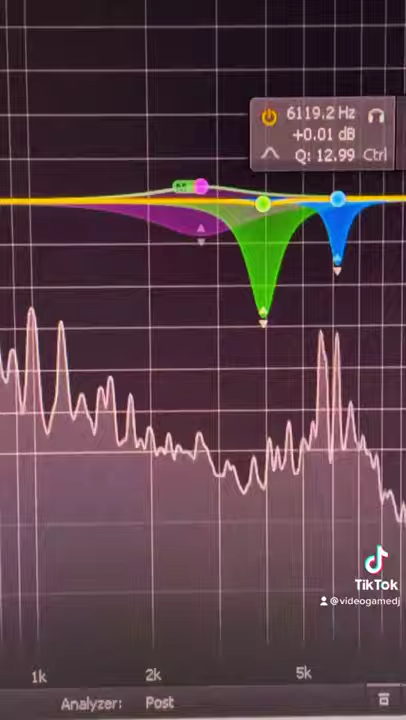 6119.2 Hz
+0.01 dB
Q: 12.99 Ctrl
1k 2k 5k
Analyzer: Post
TikTok
@videogamedj